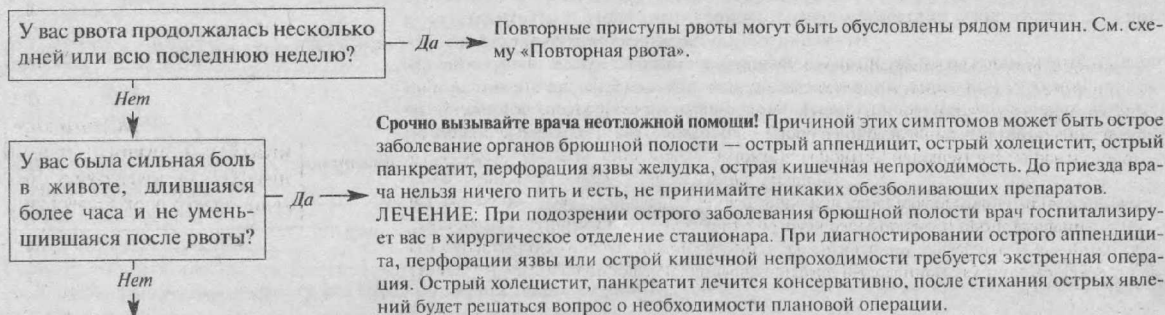 У вас рвота продолжалась несколько
дней или всю последнюю неделю?
Да
Повторные приступы рвоты могут быть обусловлены рядом причин. См. схе-
му «Повторная рвота».
Нет
У вас была сильная боль
в животе, длившаяся
более часа и не умень-
шившаяся после рвоты?
Да
Срочно вызывайте врача неотложной помощи! Причиной этих симптомов может быть острое
заболевание органов брюшной полости — острый аппендицит, острый холецистит, острый
панкреатит, перфорация язвы желудка, острая кишечная непроходимость. До приезда вра-
ча нельзя ничего пить и есть, не принимайте никаких обезболивающих препаратов.
ЛЕЧЕНИЕ: При подозрении острого заболевания брюшной полости врач госпитализиру-
ет вас в хирургическое отделение стационара. При диагностировании острого аппендици-
та, перфорации язвы или острой кишечной непроходимости требуется экстренная опера-
ция. Острый холецистит, панкреатит лечится консервативно, после стихания острых явле-
ний будет решаться вопрос о необходимости плановой операции.
Нет